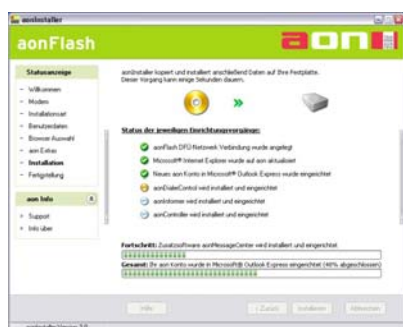 aonInstaller
aonFlash
aon
Statusanzeige
Willkommen
Modem
Installationsart
Benutzerdaten
Browser Auswahl
aon Extras
Installation
Fertigstellung
aon Info
Support
Info über
aonInstaller kopiert und installiert anschließend Daten auf Ihre Festplatte.
Dieser Vorgang kann einige Sekunden dauern.
Status der jeweiligen Einrichtungsvorgänge:
aonFlash DFÜ-Netzwerk Verbindung wurde angelegt
Microsoft® Internet Explorer wurde auf aon aktualisiert
Neues aon Konto in Microsoft® Outlook Express wurde eingerichtet
aonDialerControl wird installiert und eingerichtet
aonInformer wird installiert und eingerichtet
aonController wird installiert und eingerichtet
Fortschritt: Zusatzsoftware aonMessageCenter wird installiert und eingerichtet
Gesamt: Ihr aon Konto wurde in Microsoft® Outlook Express eingerichtet (48% abgeschlossen)
Hilfe
< Zurück
Installieren
Abbrechen
aonInstaller Version